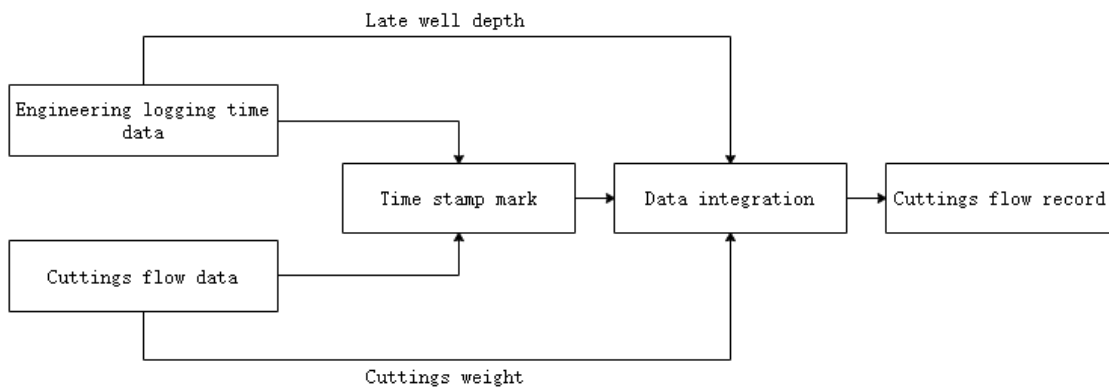 Late well depth
Engineering logging time
data
Time stamp mark
Data integration
Cuttings flow record
Cuttings flow data
Cuttings weight